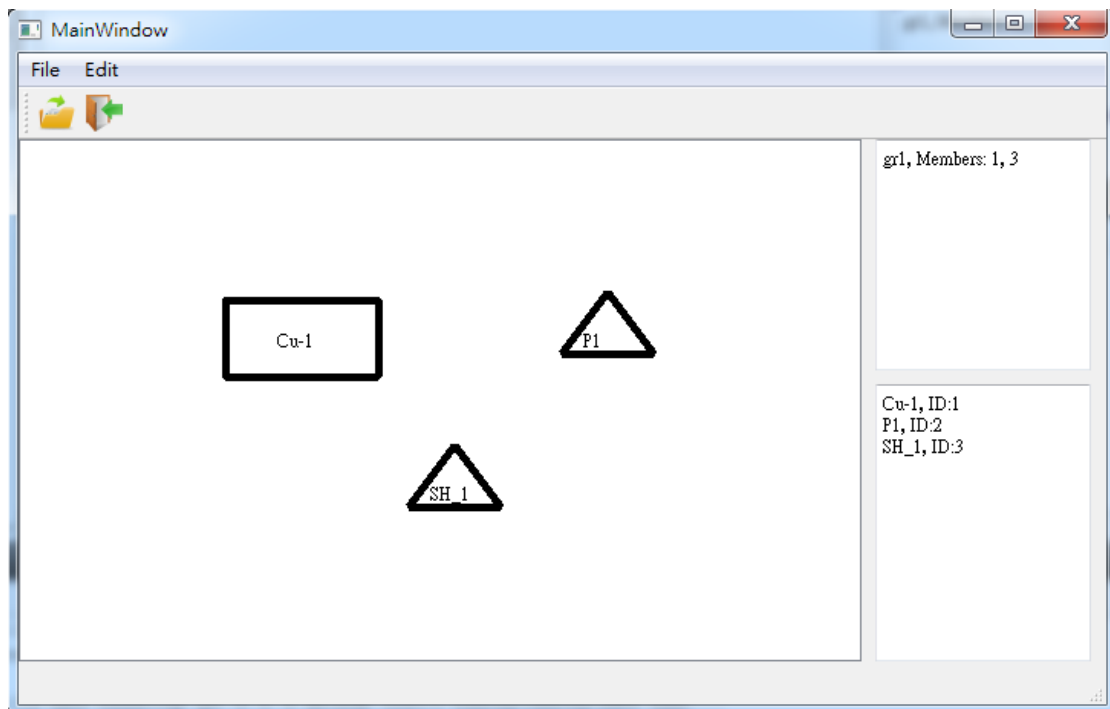 MainWindow
File Edit
gr1, Members: 1, 3
Cu-1
P1
SH_1
Cu-1, ID:1
P1, ID:2
SH_1, ID:3